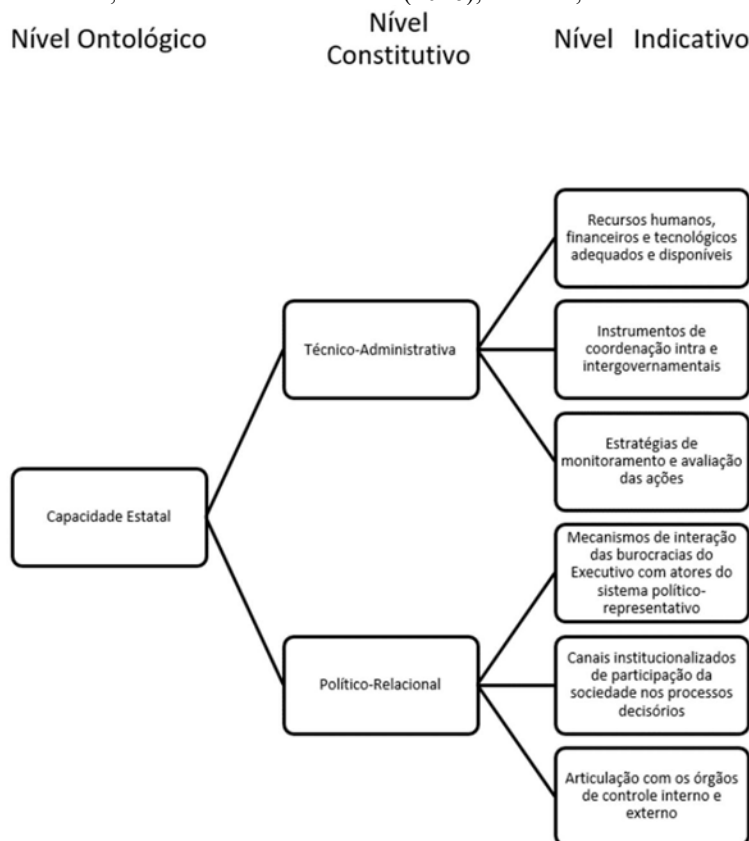 Nível Ontológico
Nível
Constitutivo
Nível Indicativo
Recursos humanos,
financeiros e tecnológicos
adequados e disponíveis
Técnico-Administrativa
Instrumentos de
coordenação intra e
intergovernamentais
Estratégias de
monitoramento e avaliação
das ações
Capacidade Estatal
Mecanismos de interação
das burocracias do
Executivo com atores do
sistema político-
representativo
Político-Relacional
Canais institucionalizados
de participação da
sociedade nos processos
decisórios
Articulação com os órgãos
de controle interno e
externo